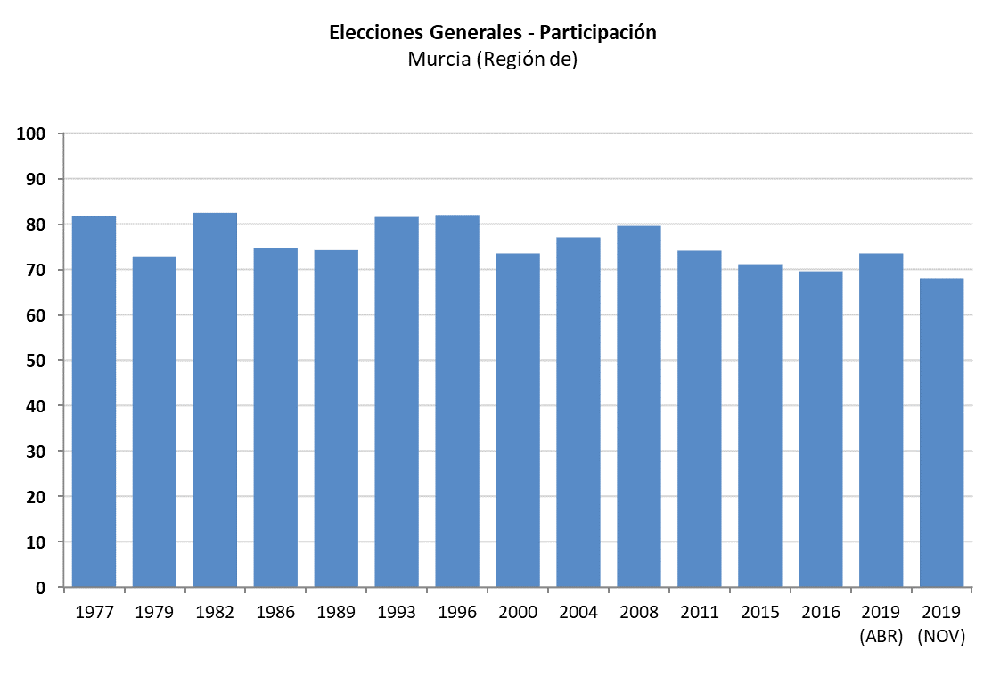 Elecciones Generales - Participación
Murcia (Región de)
100
90
80
70
60
50
40
30
20
10
0
1977 1979 1982 1986 1989 1993 1996 2000 2004 2008 2011 2015 2016 2019 2019
(ABR) (NOV)